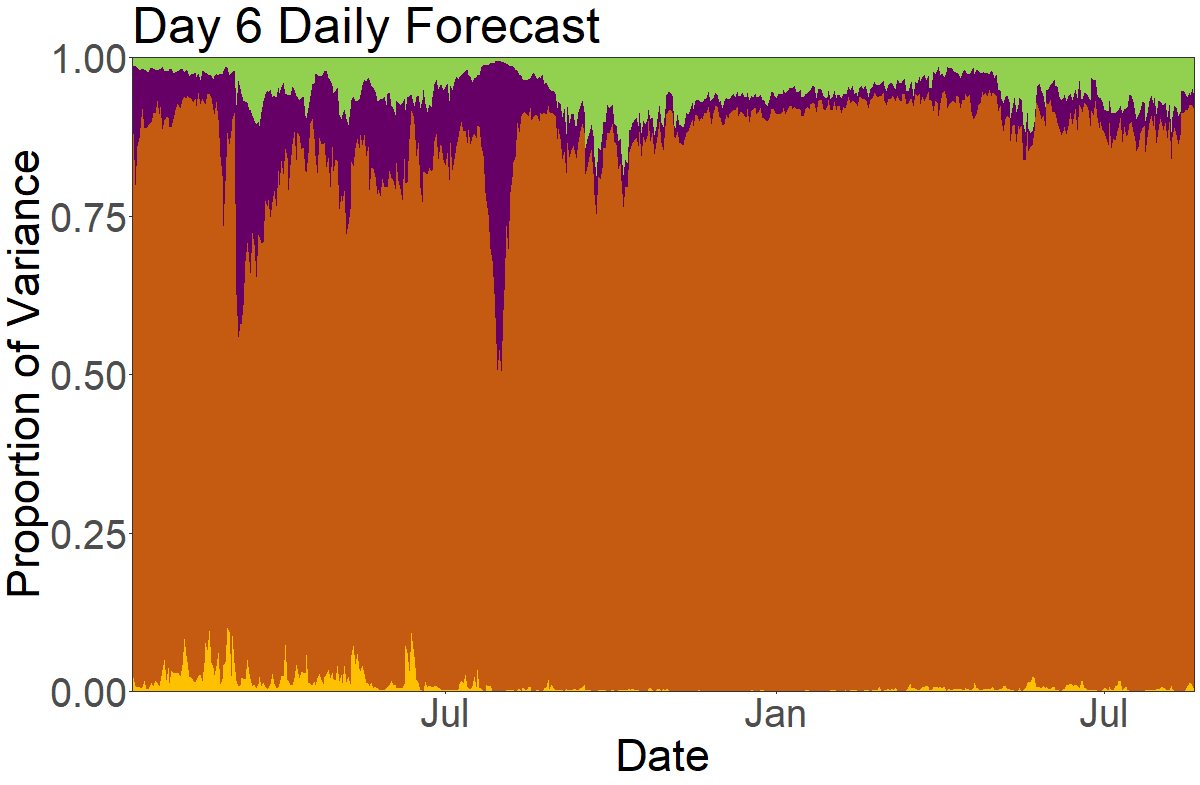 Day 6 Daily Forecast
1.00
0.75
0.50
0.25
0.00
Proportion of Variance
Jul
Jan
Jul
Date